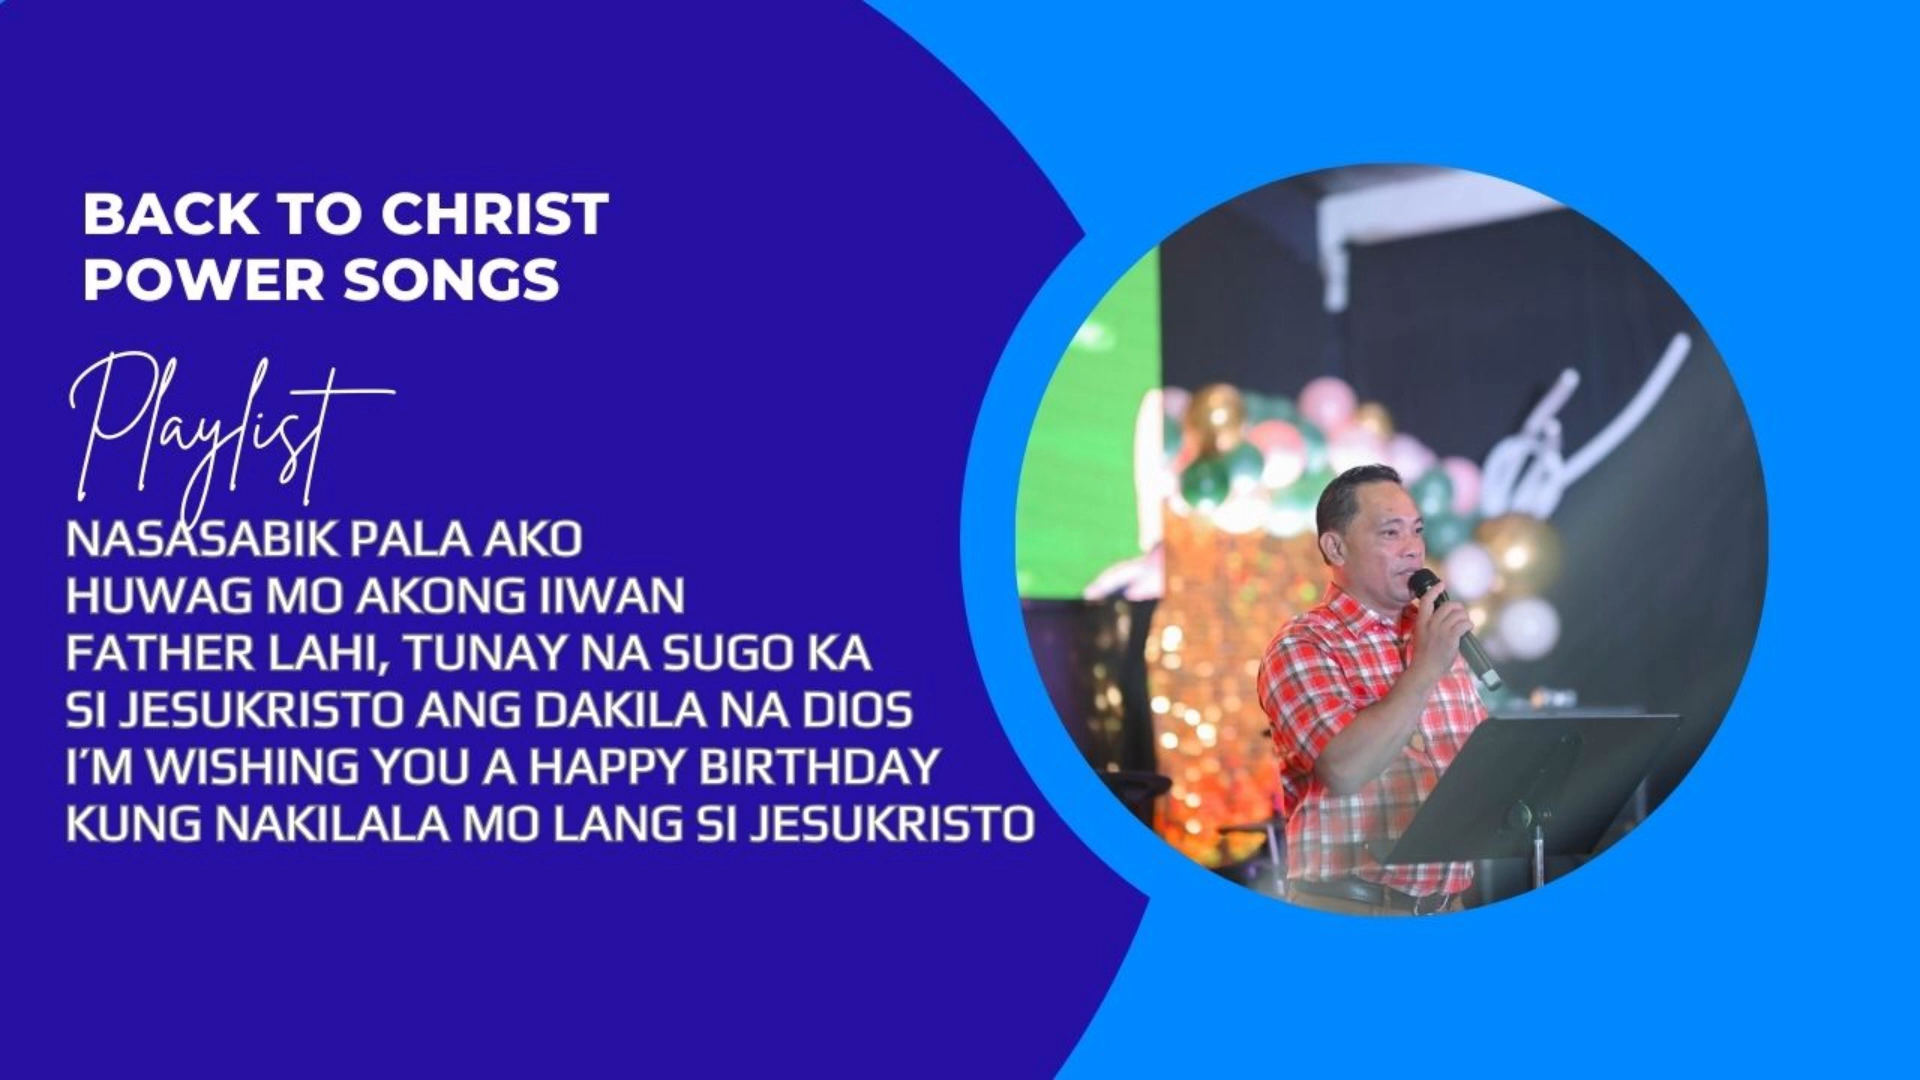 BACK TO CHRIST
POWER SONGS
Playlist
NASASABIK PALA AKO
HUWAG MO AKONG IIWAN
FATHER LAHI, TUNAY NA SUGO KA
SI JESUKRISTO ANG DAKILA NA DIOS
I’M WISHING YOU A HAPPY BIRTHDAY
KUNG NAKILALA MO LANG SI JESUKRISTO